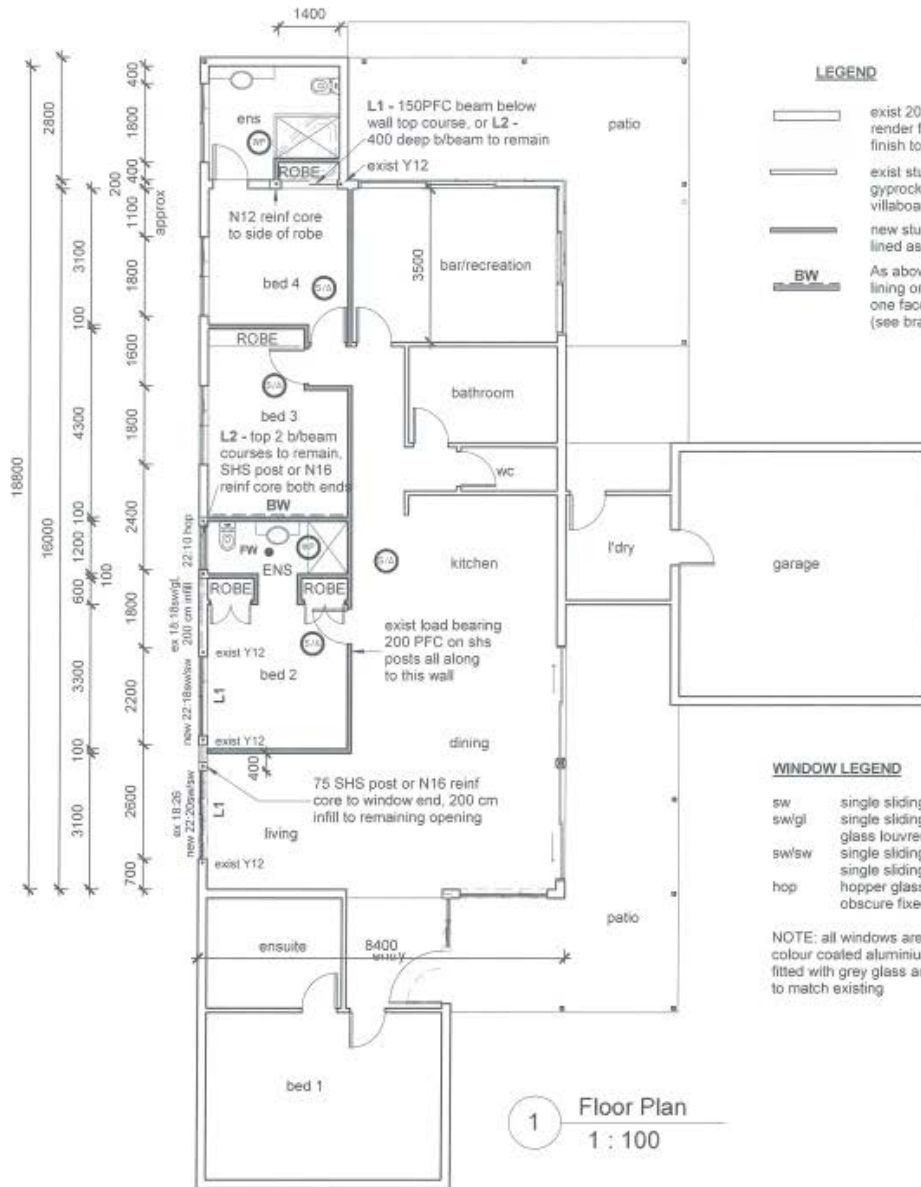 1400
LEGEND
exist 20
render f
finish to
exist stu
gyprock
villaboa
new stu
lined as
BW
As abov
lining or
one face
(see bra
L1 - 150PFC beam below
wall top course, or L2 -
400 deep b/beam to remain
patio
ens
WP
ROBE
exist Y12
N12 reinf core
to side of robe
bed 4
S/A
bar/recreation
3500
ROBE
S/A
bed 3
L2 - top 2 b/beam
courses to remain,
SHS post or N16
reinf core both ends
BW
bathroom
wc
FW
WP
ENS
S/A
kitchen
l'dry
garage
ROBE
ROBE
S/A
exist Y12
bed 2
L1
exist Y12
exist load bearing
200 PFC on shs
posts all along
to this wall
dining
400
75 SHS post or N16 reinf
core to window end, 200 cm
infill to remaining opening
L1
living
exist Y12
WINDOW LEGEND
sw single sliding
sw/gl single sliding
glass louvre
sw/sw single sliding
single sliding
hop hopper glass
obscure fixe
NOTE: all windows are
colour coated aluminiu
fitted with grey glass ar
to match existing
patio
ensuite
8400
entry
bed 1
1
Floor Plan
1 : 100
18800
2800
16000
200
3100
100
4300
100
1200
100
600
3300
100
3100
400
1800
400
1100
approx
1800
1600
1800
2400
1800
2200
2600
700
22:10 hop
ex 18:18sw/gl.
200 cm infill
new 22:18sw/sw
ex 18:26
new 22:20sw/sw